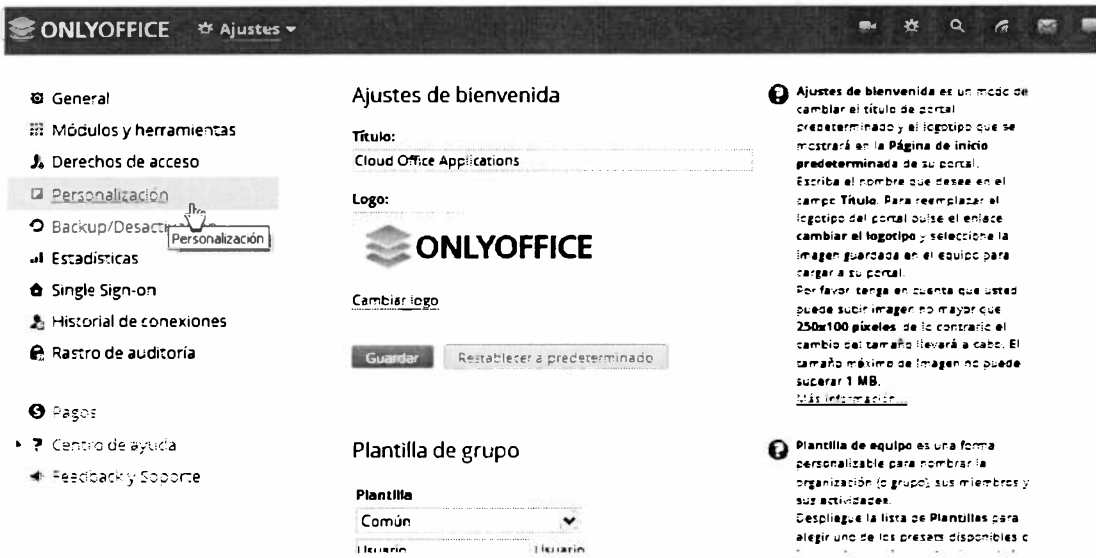 ONLYOFFICE Ajustes
General
Módulos y herramientas
Derechos de acceso
Personalización
Backup/Desact
Personalización
Estadísticas
Single Sign-on
Historial de conexiones
Rastro de auditoría
Pagos
Centro de ayuda
Feedback y Soporte
Ajustes de bienvenida
Título:
Cloud Office Applications
Logo:
ONLYOFFICE
Cambiar logo
Guardar Restablecer a predeterminado
Plantilla de grupo
Plantilla
Común
Usuario Usuario
Ajustes de bienvenida es un modo de
cambiar el título de portal
predeterminado y el logotipo que se
mostrará en la Página de inicio
predeterminada de su portal.
Escriba el nombre que desee en el
campo Título. Para reemplazar el
logotipo del portal pulse el enlace
cambiar el logotipo y seleccione la
imagen guardada en el equipo para
cargar a su portal.
Por favor tenga en cuenta que usted
puede subir imagen no mayor que
250x100 píxeles de lo contrario el
cambio del tamaño llevará a cabo. El
tamaño máximo de imagen no puede
superar 1 MB.
Más información...
Plantilla de equipo es una forma
personalizable para nombrar la
organización (o grupo), sus miembros y
sus actividades.
Despliegue la lista de Plantillas para
elegir uno de los presets disponibles o